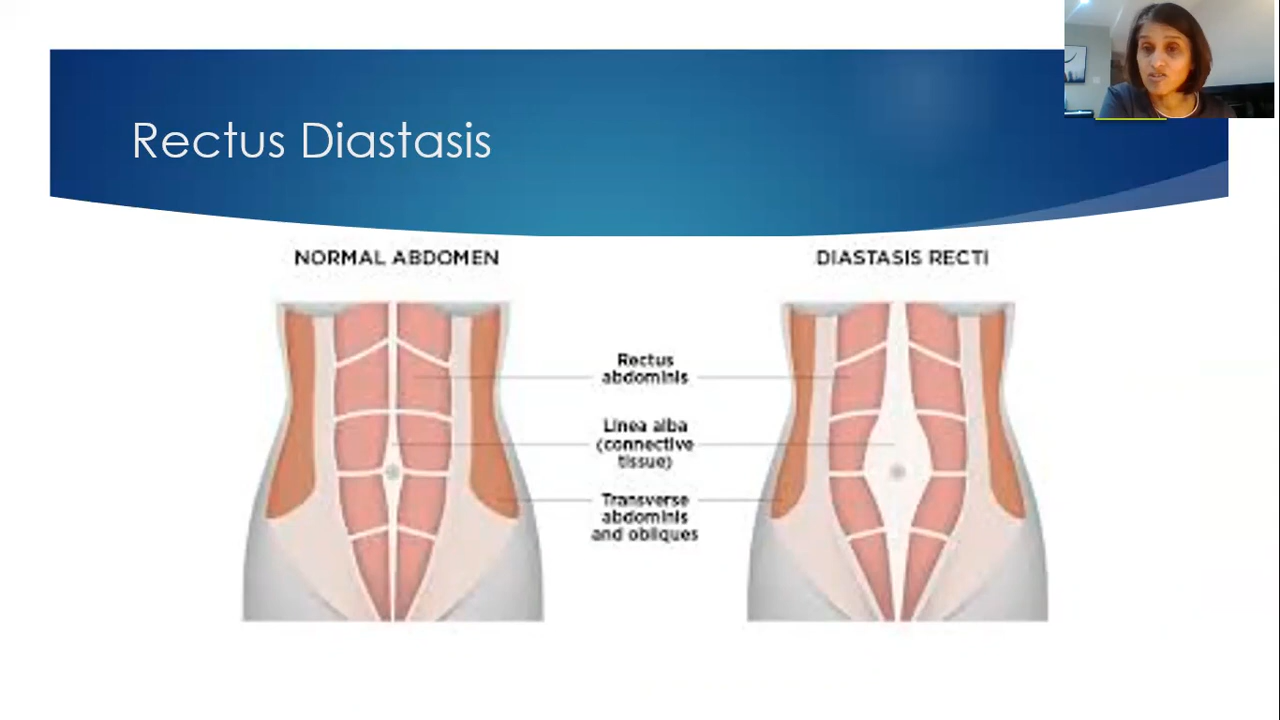 Rectus Diastasis
NORMAL ABDOMEN
DIASTASIS RECTI
Rectus
abdominis
Linea alba
(connective
tissue)
Transverse
abdominis
and obliques